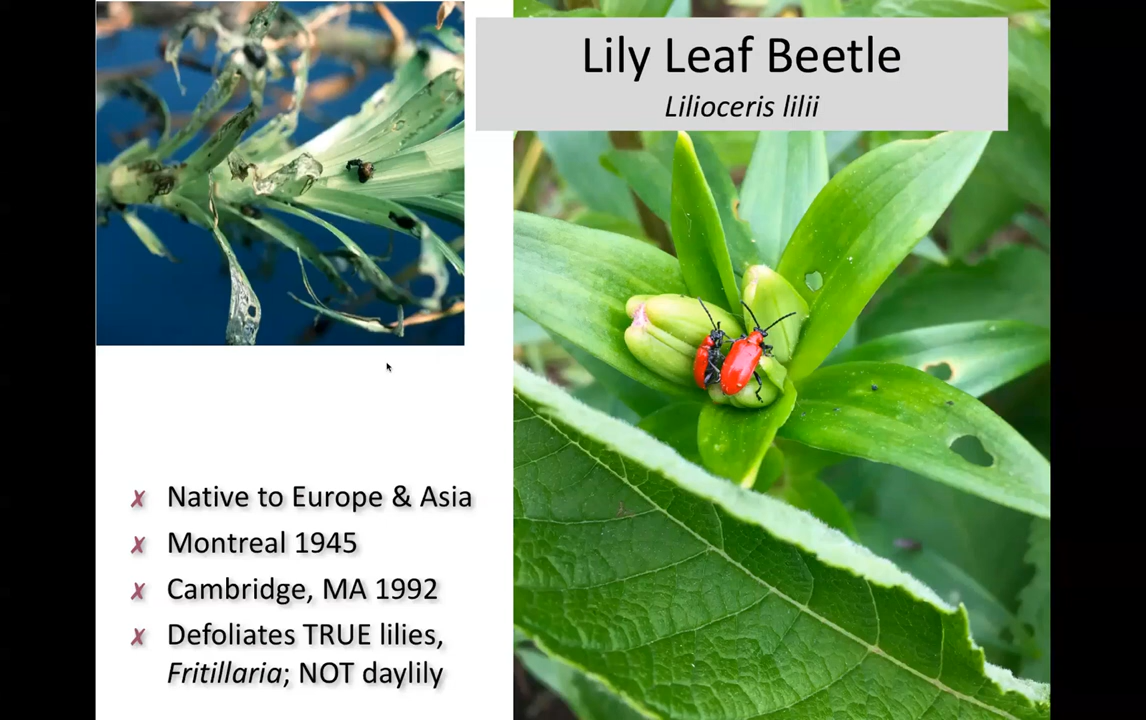 Lily Leaf Beetle
Lilioceris lilii
✗ Native to Europe & Asia
✗ Montreal 1945
✗ Cambridge, MA 1992
✗ Defoliates TRUE lilies,
Fritillaria; NOT daylily